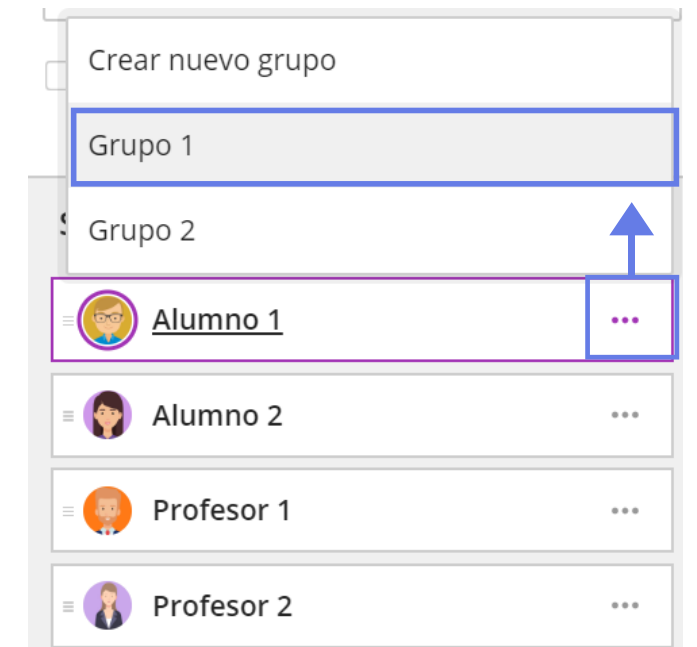 Crear nuevo grupo
Grupo 1
Grupo 2
Alumno 1
Alumno 2
Profesor 1
Profesor 2